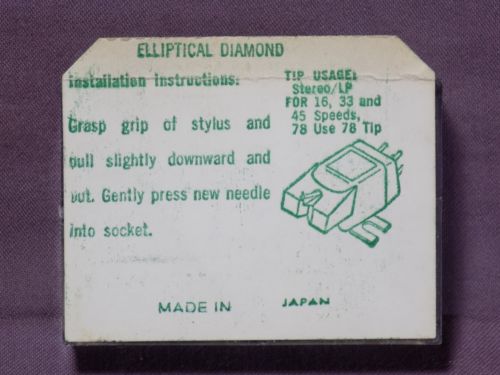 ELLIPTICAL DIAMOND
Installation Instructions:
Grasp grip of stylus and
pull slightly downward and
out. Gently press new needle
into socket.
TIP USAGE:
Stereo/LP
FOR 16, 33 and
45 Speeds,
78 Use 78 Tip
MADE IN JAPAN